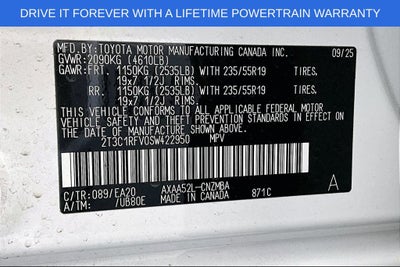 DRIVE IT FOREVER WITH A LIFETIME POWERTRAIN WARRANTY
MFD. BY:TOYOTA MOTOR MANUFACTURING CANADA INC. 09/25
GVWR:2090KG (4610LB)
GAWR:FRT. 1150KG (2535LB) WITH 235/55R19 TIRES,
19x7 1/2J RIMS.
RR. 1150KG (2535LB) WITH 235/55R19 TIRES,
19x7 1/2J RIMS.
THIS VEHICLE CONFORMS TO ALL APPLICABLE FEDERAL MOTOR
VEHICLE SAFETY AND THEFT PREVENTION STANDARDS IN EFFECT
ON THE DATE OF MANUFACTURE SHOWN ABOVE.
2T3C1RFV0SW422950 MPV
C/TR:089/EA20 AXAA52L-CNZMBA A
A/TM: /UB80E MADE IN CANADA 871C